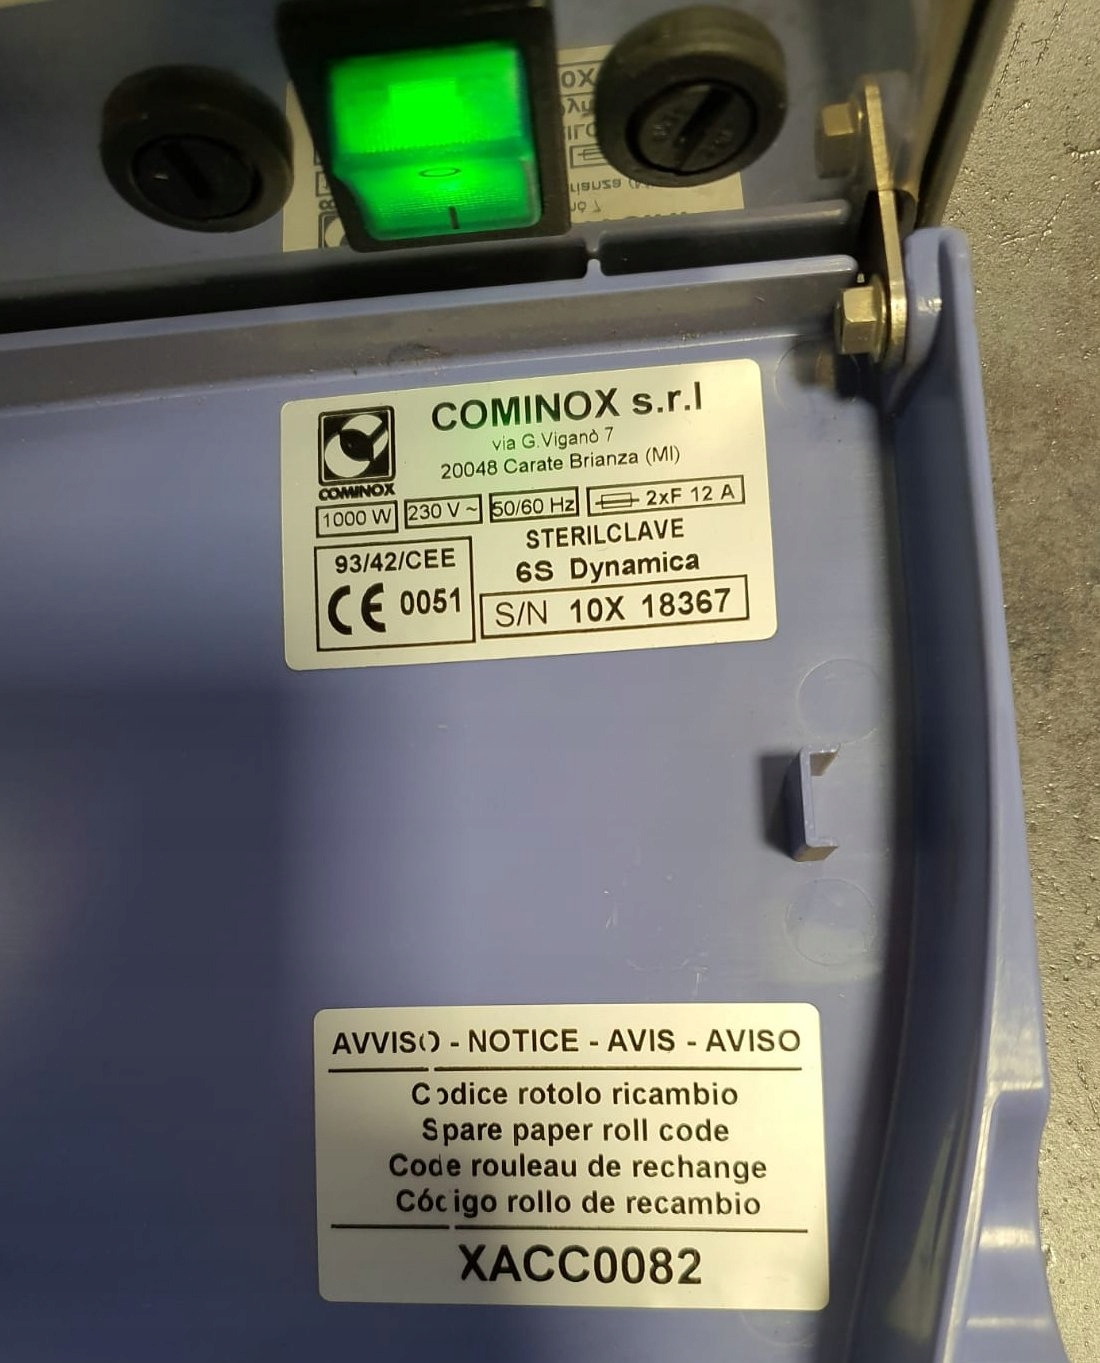 COMINOX s.r.l
via G.Viganò 7
20048 Carate Brianza (MI)
COMINOX
1000 W 230 V ~ 50/60 Hz 2xF 12 A
STERILCLAVE
6S Dynamica
93/42/CEE
CE 0051
S/N 10X 18367
AVVISO - NOTICE - AVIS - AVISO
Codice rotolo ricambio
Spare paper roll code
Code rouleau de rechange
Código rollo de recambio
XACC0082